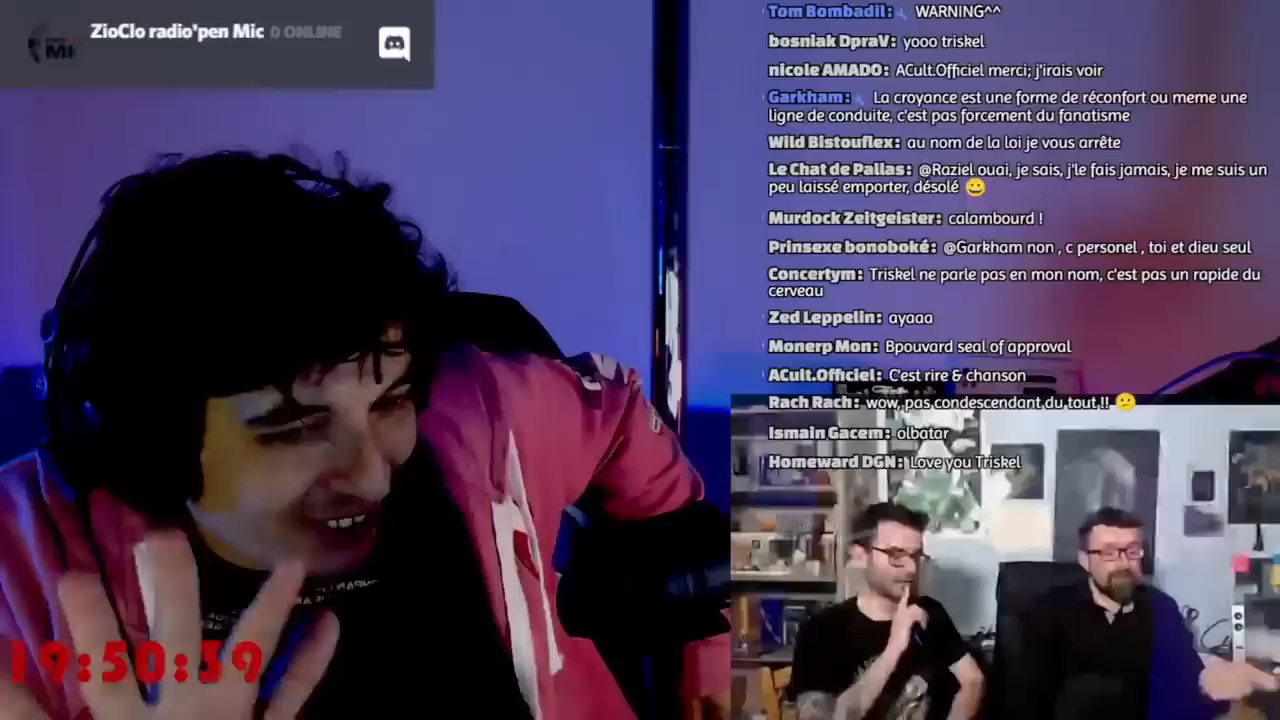 ZioClo radio'pen Mic 0 ONLINE
MI
Tom Bombadil: WARNING^^
bosniak DpraV: yooo triskel
nicole AMADO: ACult.Officiel merci; j'irais voir
Garkham: La croyance est une forme de réconfort ou meme une
ligne de conduite, c'est pas forcement du fanatisme
Wild Bistouflex: au nom de la loi je vous arrête
Le Chat de Pallas: @Raziel ouai, je sais, j'le fais jamais, je me suis un
peu laissé emporter, désolé 😀
Murdock Zeitgeister: calambourd !
Prinsexe bonoboké: @Garkham non , c personel , toi et dieu seul
Concertym: Triskel ne parle pas en mon nom, c'est pas un rapide du
cerveau
Zed Leppelin: ayaaa
Monerp Mon: Bpouvard seal of approval
ACult.Officiel: C'est rire & chanson
Rach Rach: wow, pas condescendant du tout !! 😕
Ismain Gacem: olbatar
Homeward DGN: Love you Triskel
19:50:39